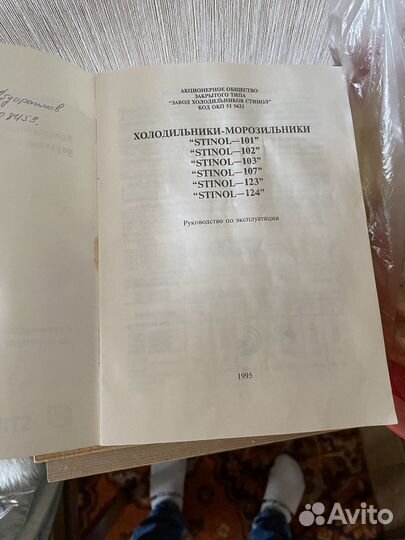 АКЦИОНЕРНОЕ ОБЩЕСТВО
ЗАКРЫТОГО ТИПА
"ЗАВОД ХОЛОДИЛЬНИКОВ СТИНОЛ"
КОД ОКП 51 5621
ХОЛОДИЛЬНИКИ-МОРОЗИЛЬНИКИ
"STINOL—101"
"STINOL—102"
"STINOL—103"
"STINOL—107"
"STINOL—123"
"STINOL—124"
Руководство по эксплуатации
1995
Avito